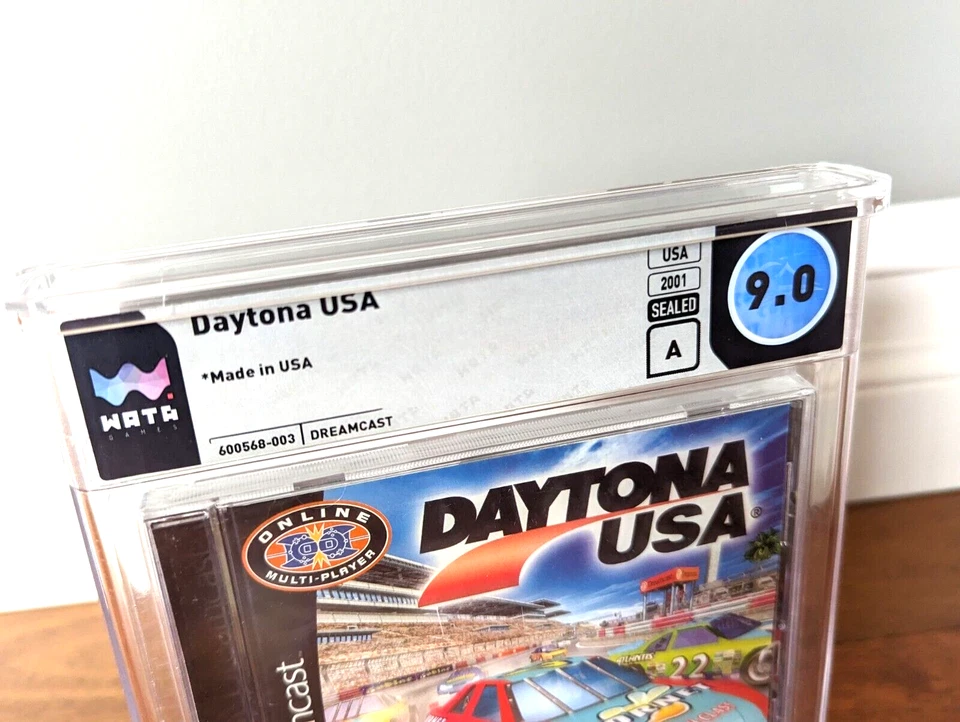 USA
2001
Daytona USA
SEALED
9.0
A
*Made in USA
WATA
GAMES
600568-003 | DREAMCAST
DAYTONA
USA®
ONLINE
MULTI-PLAYER
ncast™
22